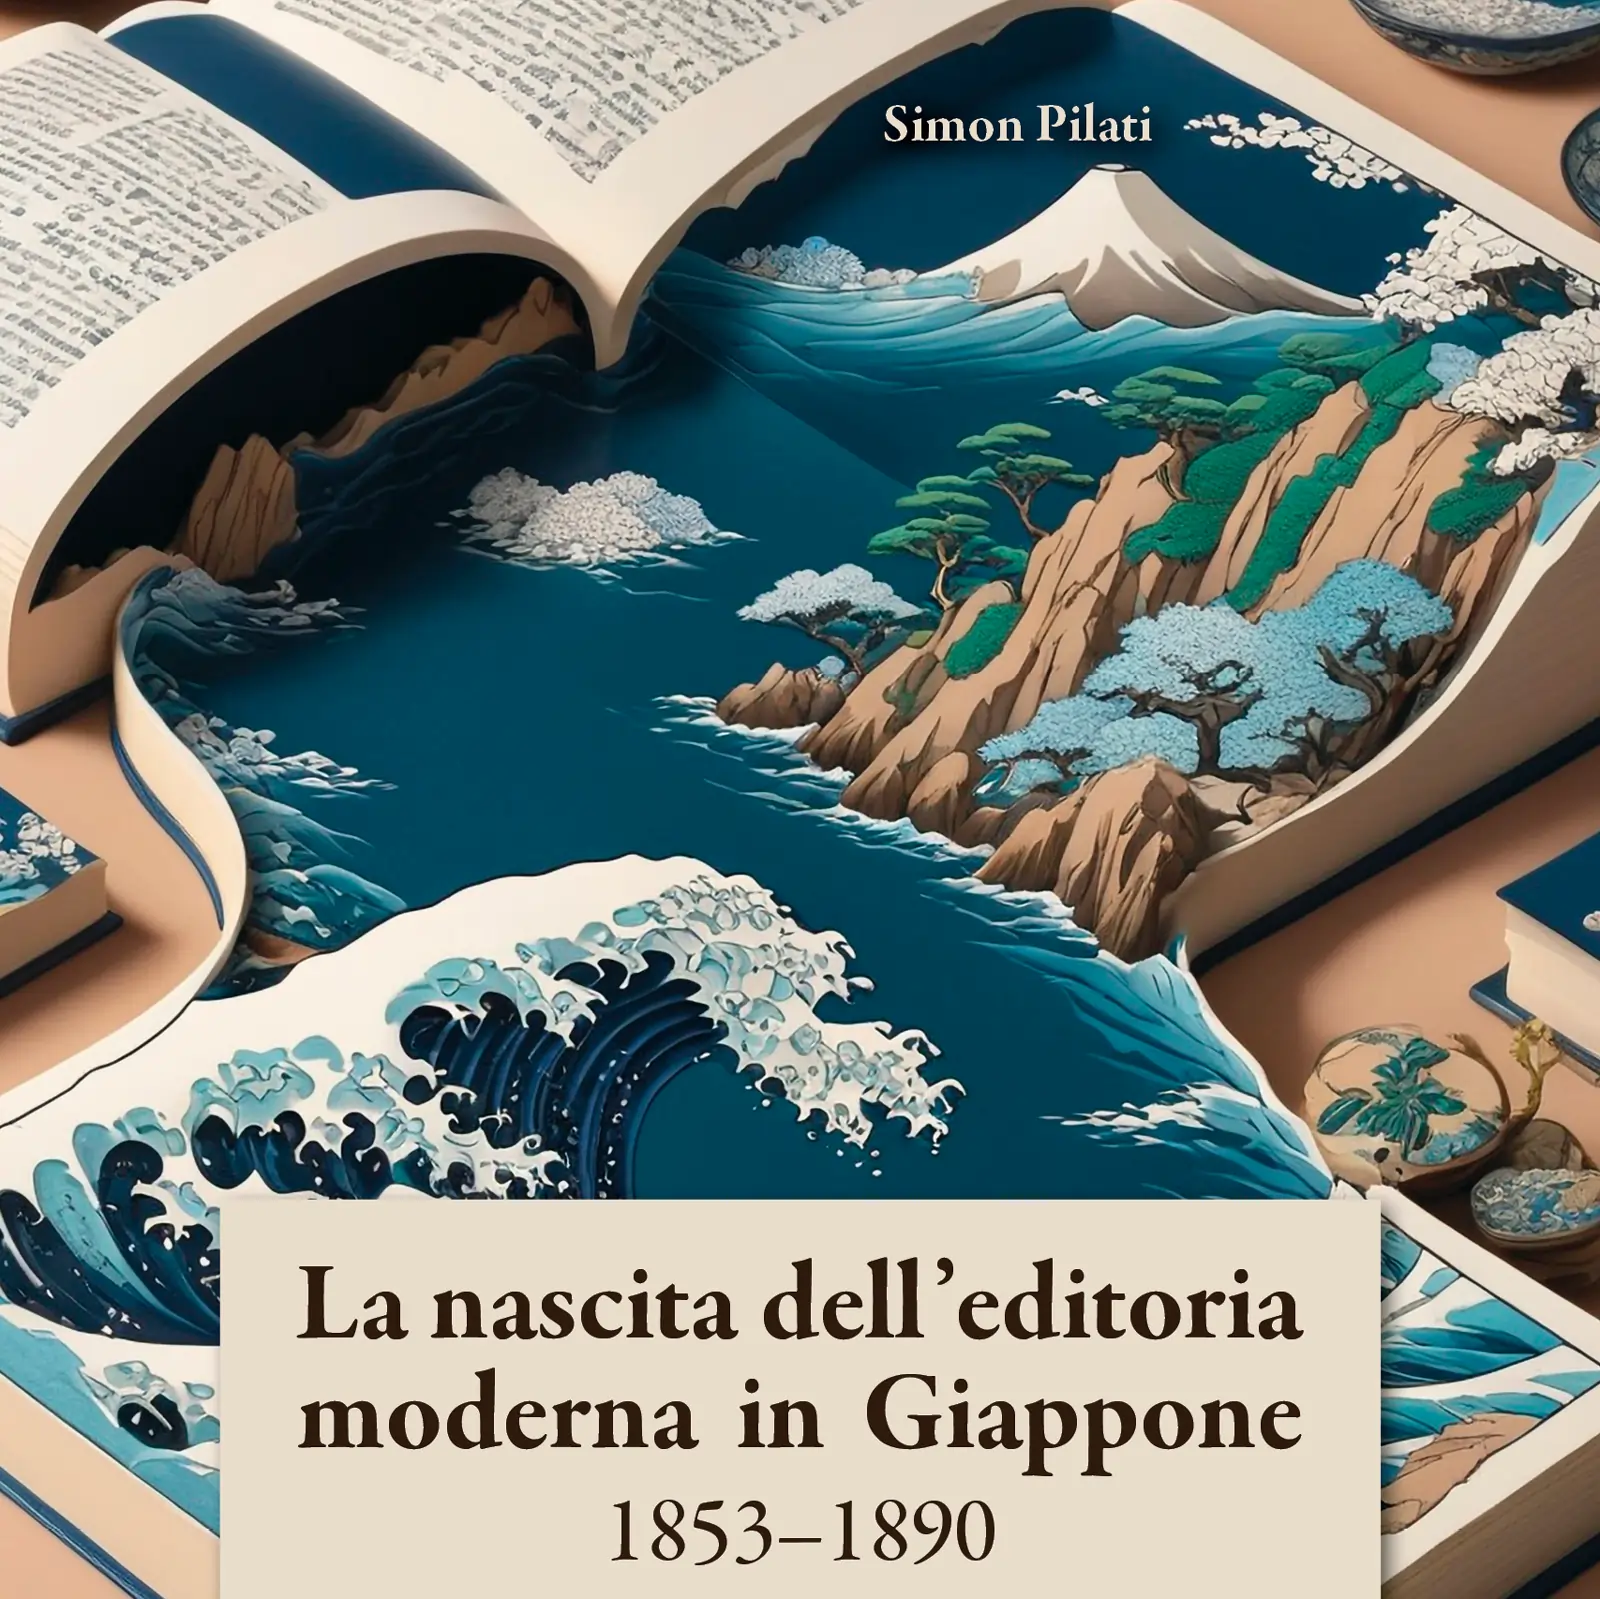 Simon Pilati
La nascita dell’editoria
moderna in Giappone
1853–1890